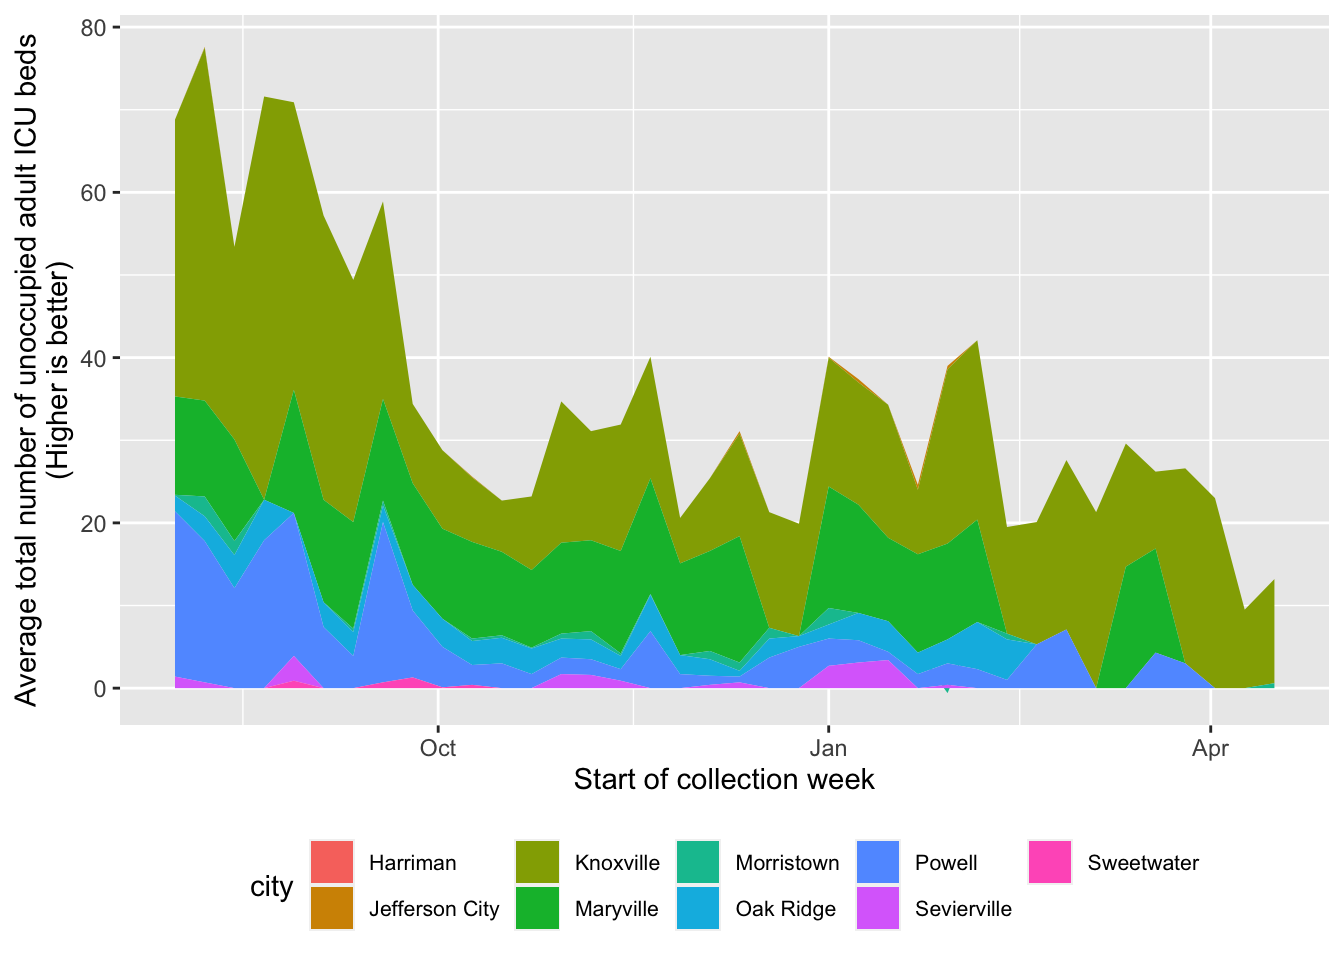 Average total number of unoccupied adult ICU beds
(Higher is better)
80
60
40
20
0
Oct
Jan
Apr
Start of collection week
city
Harriman
Knoxville
Morristown
Powell
Sweetwater
Jefferson City
Maryville
Oak Ridge
Sevierville